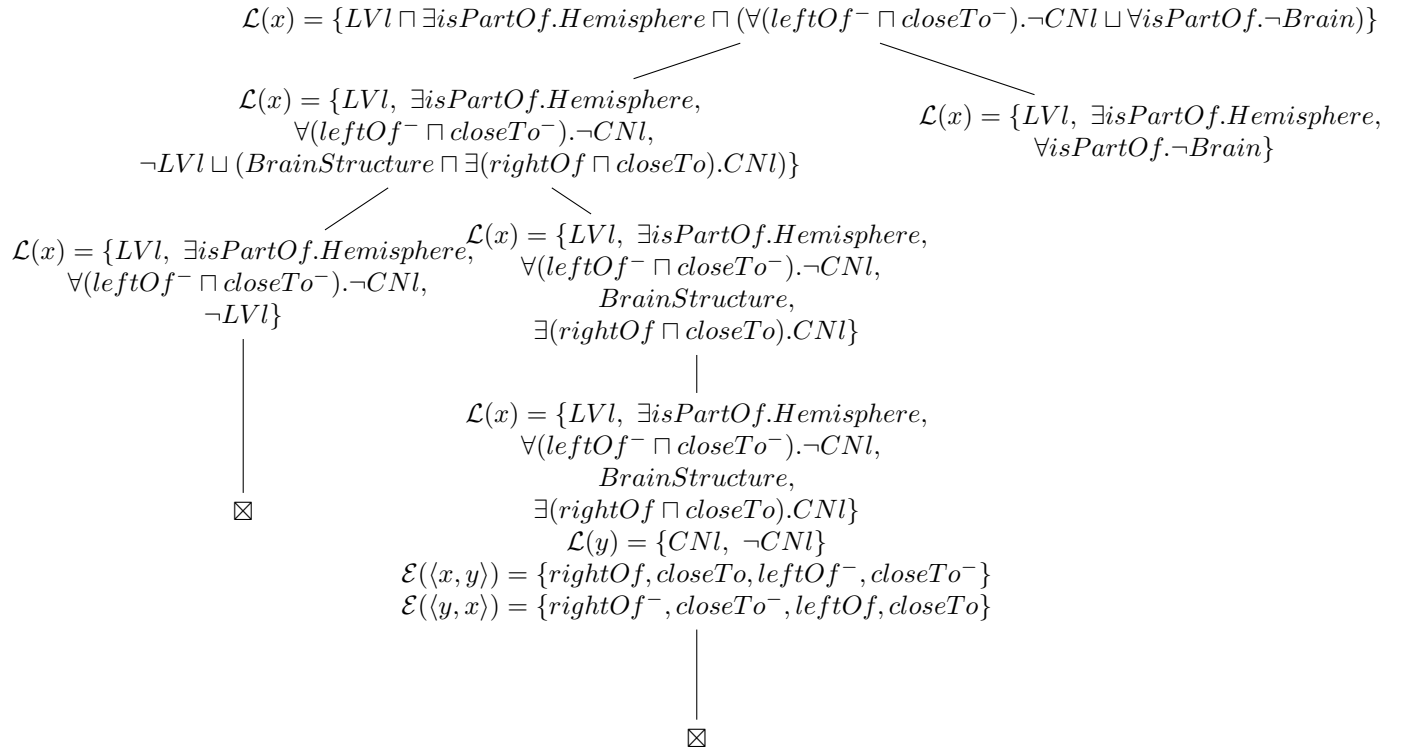 ℒ(x) = {LVl ⊓ ∃isPartOf.Hemisphere ⊓ (∀(leftOf⁻ ⊓ closeTo⁻).¬CNl ⊔ ∀isPartOf.¬Brain)}
ℒ(x) = {LVl, ∃isPartOf.Hemisphere,
∀(leftOf⁻ ⊓ closeTo⁻).¬CNl,
¬LVl ⊔ (BrainStructure ⊓ ∃(rightOf ⊓ closeTo).CNl)}
ℒ(x) = {LVl, ∃isPartOf.Hemisphere,
∀isPartOf.¬Brain}
ℒ(x) = {LVl, ∃isPartOf.Hemisphere,
∀(leftOf⁻ ⊓ closeTo⁻).¬CNl,
¬LVl}
ℒ(x) = {LVl, ∃isPartOf.Hemisphere,
∀(leftOf⁻ ⊓ closeTo⁻).¬CNl,
BrainStructure,
∃(rightOf ⊓ closeTo).CNl}
ℒ(x) = {LVl, ∃isPartOf.Hemisphere,
∀(leftOf⁻ ⊓ closeTo⁻).¬CNl,
BrainStructure,
∃(rightOf ⊓ closeTo).CNl}
ℒ(y) = {CNl, ¬CNl}
ℰ(⟨x, y⟩) = {rightOf, closeTo, leftOf⁻, closeTo⁻}
ℰ(⟨y, x⟩) = {rightOf⁻, closeTo⁻, leftOf, closeTo}
⊠
⊠